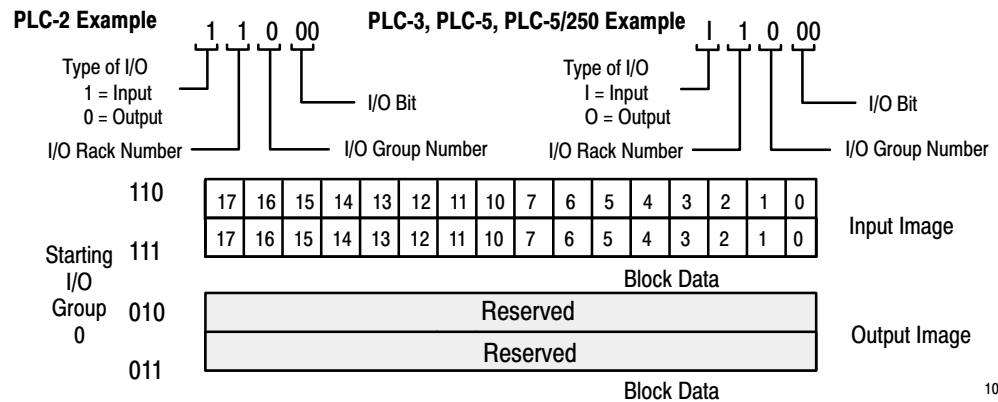 PLC-2 Example
1 1 0 00
PLC-3, PLC-5, PLC-5/250 Example
I 1 0 00
Type of I/O
1 = Input
0 = Output
I/O Bit
I/O Rack Number
I/O Group Number
Type of I/O
I = Input
O = Output
I/O Bit
I/O Rack Number
I/O Group Number
110
17 16 15 14 13 12 11 10 7 6 5 4 3 2 1 0
111
17 16 15 14 13 12 11 10 7 6 5 4 3 2 1 0
Input Image
Block Data
Starting
I/O
Group
0
010
Reserved
011
Reserved
Output Image
Block Data
10